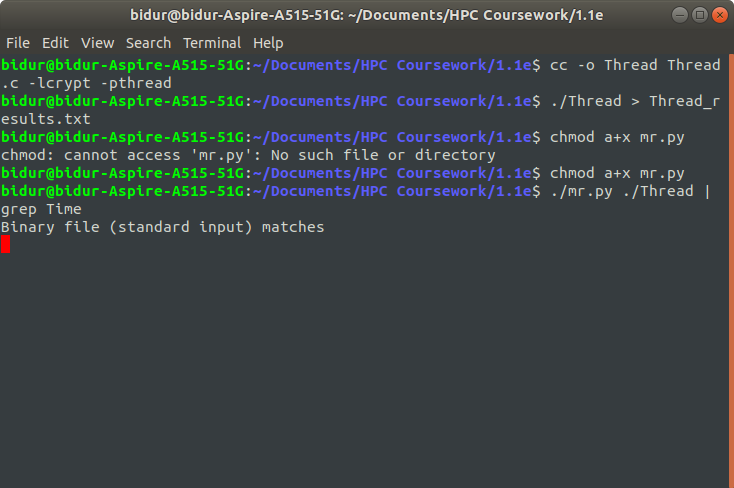 bidur@bidur-Aspire-A515-51G: ~/Documents/HPC Coursework/1.1e
File Edit View Search Terminal Help
bidur@bidur-Aspire-A515-51G:~/Documents/HPC Coursework/1.1e$ cc -o Thread Thread
.c -lcrypt -pthread
bidur@bidur-Aspire-A515-51G:~/Documents/HPC Coursework/1.1e$ ./Thread > Thread_r
esults.txt
bidur@bidur-Aspire-A515-51G:~/Documents/HPC Coursework/1.1e$ chmod a+x mr.py
chmod: cannot access 'mr.py': No such file or directory
bidur@bidur-Aspire-A515-51G:~/Documents/HPC Coursework/1.1e$ chmod a+x mr.py
bidur@bidur-Aspire-A515-51G:~/Documents/HPC Coursework/1.1e$ ./mr.py ./Thread |
grep Time
Binary file (standard input) matches